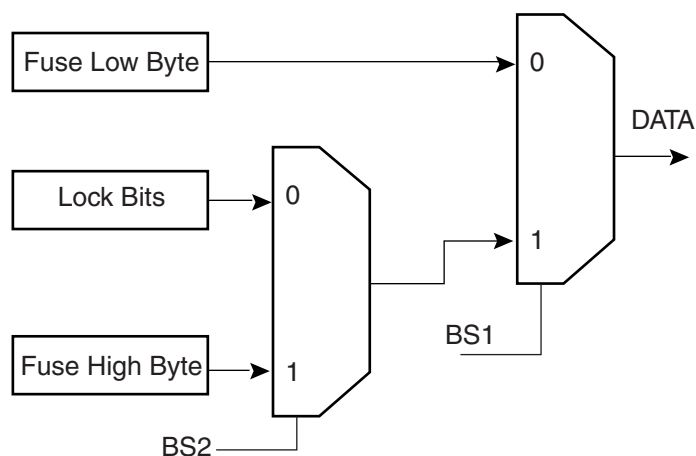 Fuse Low Byte
0
DATA
Lock Bits
0
1
BS1
Fuse High Byte
1
BS2